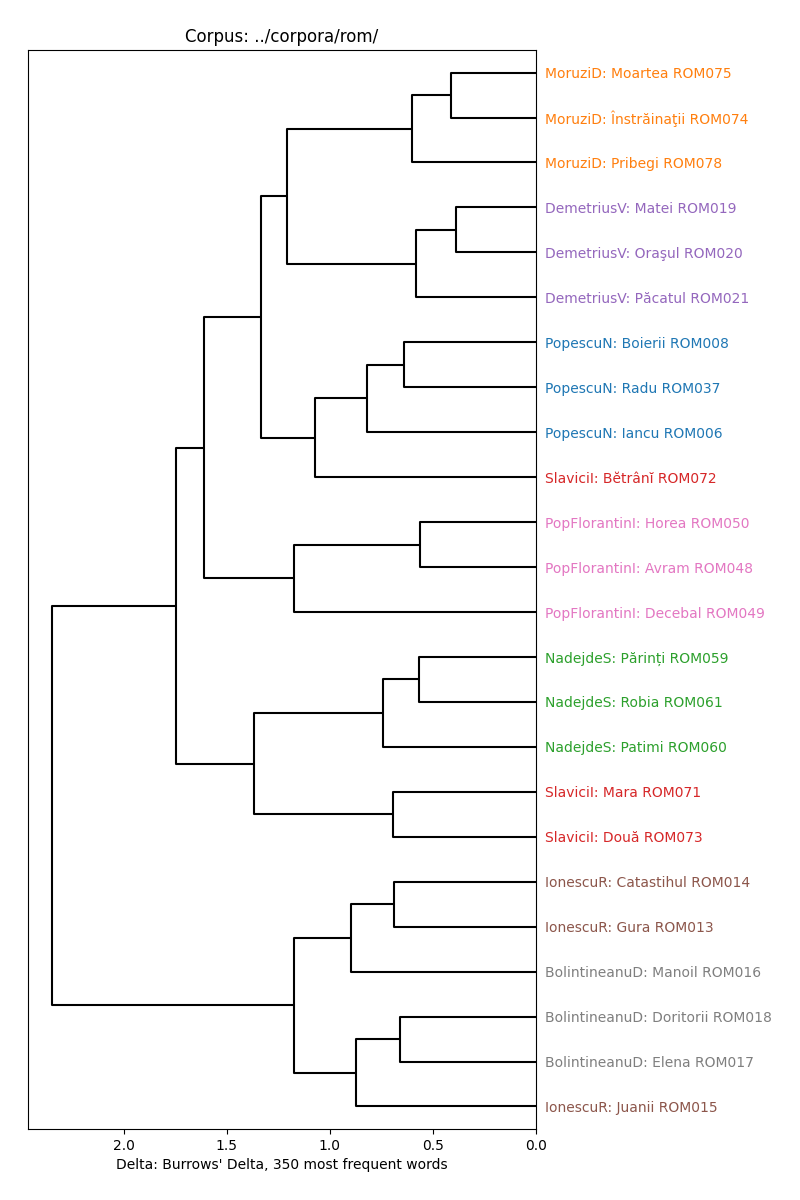 Corpus: ../corpora/rom/
MoruziD: Moartea ROM075
MoruziD: Înstrăinaţii ROM074
MoruziD: Pribegi ROM078
DemetriusV: Matei ROM019
DemetriusV: Oraşul ROM020
DemetriusV: Păcatul ROM021
PopescuN: Boierii ROM008
PopescuN: Radu ROM037
PopescuN: Iancu ROM006
SlaviciI: Bĕtrânĭ ROM072
PopFlorantinI: Horea ROM050
PopFlorantinI: Avram ROM048
PopFlorantinI: Decebal ROM049
NadejdeS: Părinți ROM059
NadejdeS: Robia ROM061
NadejdeS: Patimi ROM060
SlaviciI: Mara ROM071
SlaviciI: Două ROM073
IonescuR: Catastihul ROM014
IonescuR: Gura ROM013
BolintineanuD: Manoil ROM016
BolintineanuD: Doritorii ROM018
BolintineanuD: Elena ROM017
IonescuR: Juanii ROM015
2.0 1.5 1.0 0.5 0.0
Delta: Burrows' Delta, 350 most frequent words